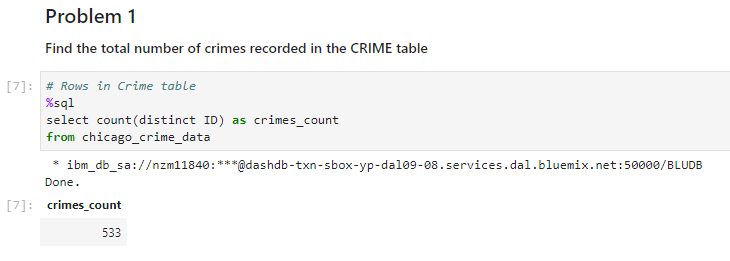 Problem 1
Find the total number of crimes recorded in the CRIME table
[7]: # Rows in Crime table
%sql
select count(distinct ID) as crimes_count
from chicago_crime_data
* ibm_db_sa://nzm11840:***@dashdb-txn-sbox-yp-dal09-08.services.dal.bluemix.net:50000/BLUDB
Done.
[7]: crimes_count
533